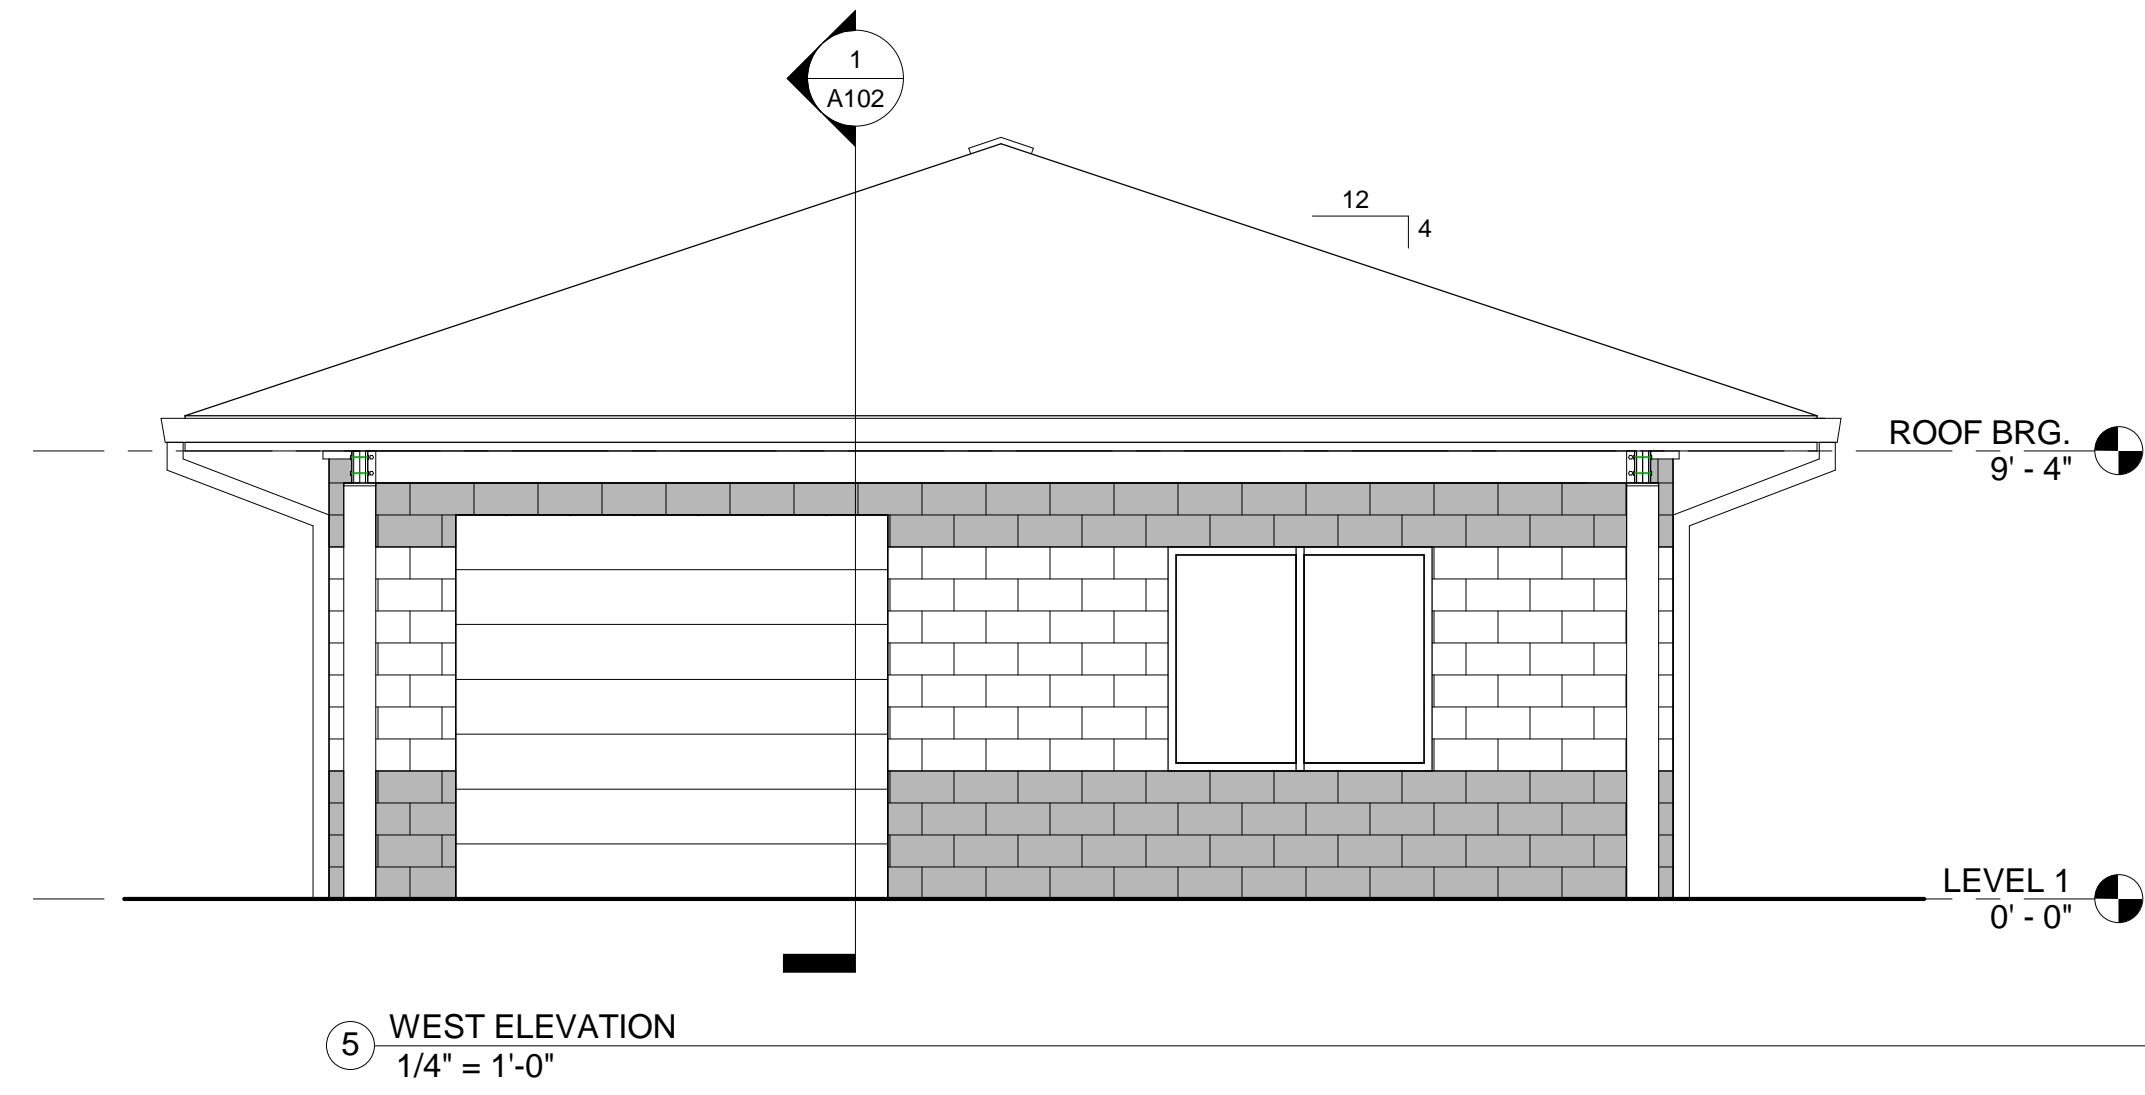 1
A102
12
4
ROOF BRG.
9' - 4"
LEVEL 1
0' - 0"
5
WEST ELEVATION
1/4" = 1'-0"